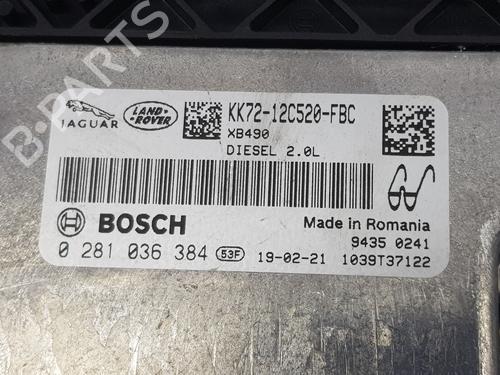 B-PARTS
JAGUAR
LAND ROVER
KK72-12C520-FBC
XB490
DIESEL 2.0L
BOSCH
Made in Romania
9435 0241
0 281 036 384 53F 19-02-21 1039T37122